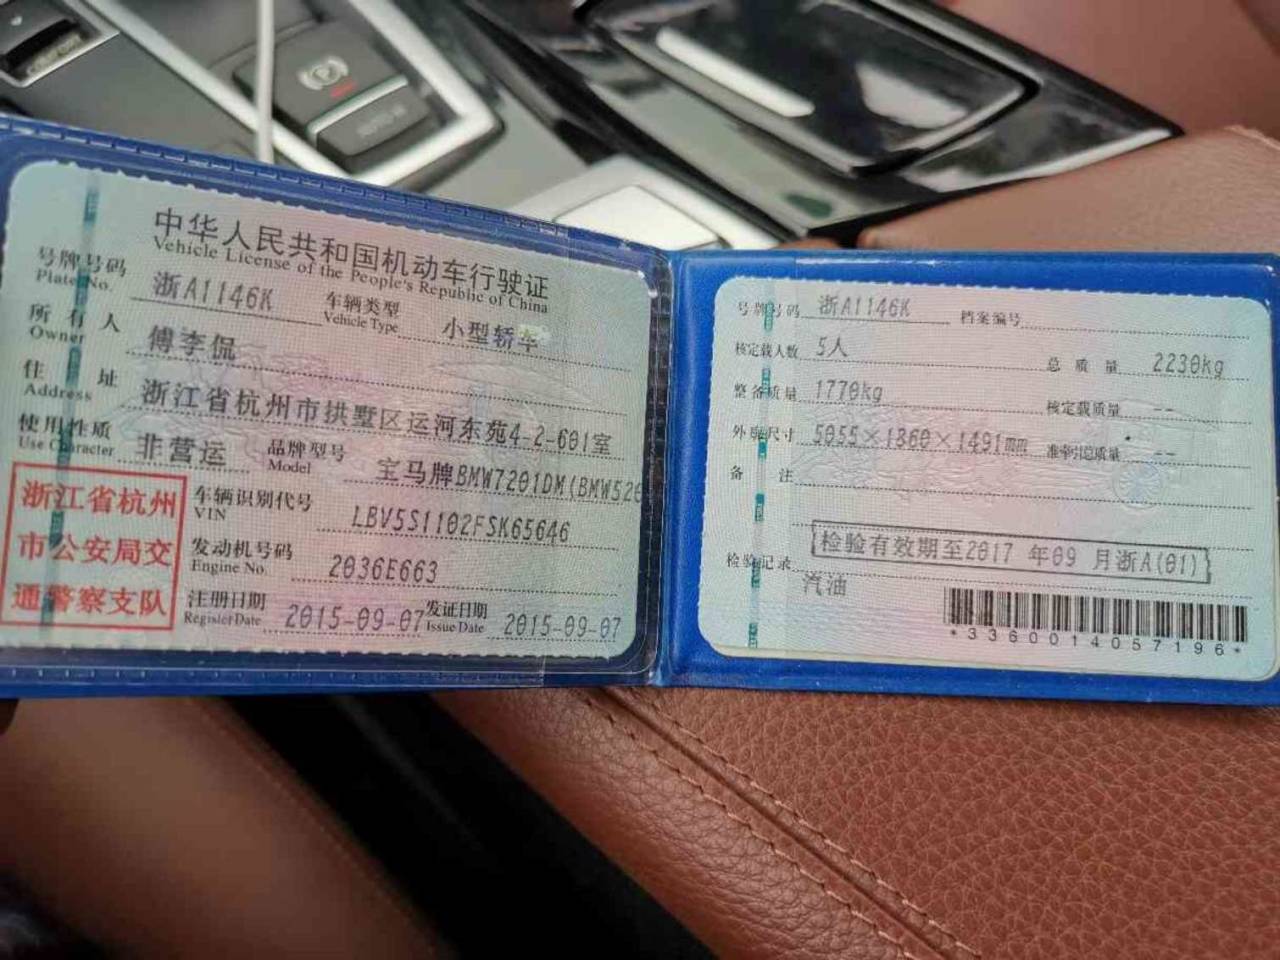 中华人民共和国机动车行驶证
Vehicle License of the People's Republic of China
号牌号码 浙A1146K 车辆类型 小型轿车
Plate No. Vehicle Type
所有人 傅李侃
Owner
住址 浙江省杭州市拱墅区运河东苑4-2-601室
Address
使用性质 非营运 品牌型号 宝马牌BMW7201DM(BMW520
Use Character Model
浙江省杭州
市公安局交
通警察支队
车辆识别代号 LBV5S1102FSK65646
VIN
发动机号码 2036E663
Engine No.
注册日期 2015-09-07 发证日期 2015-09-07
Register Date Issue Date
号牌号码 浙A1146K 档案编号
核定载人数 5人 总质量 2230kg
整备质量 1770kg 核定载质量 --
外廓尺寸 5055×1860×1491mm 准牵引总质量 --
备注
检验有效期至2017 年09 月浙A(01)
检验记录
汽油
*3360014057196*